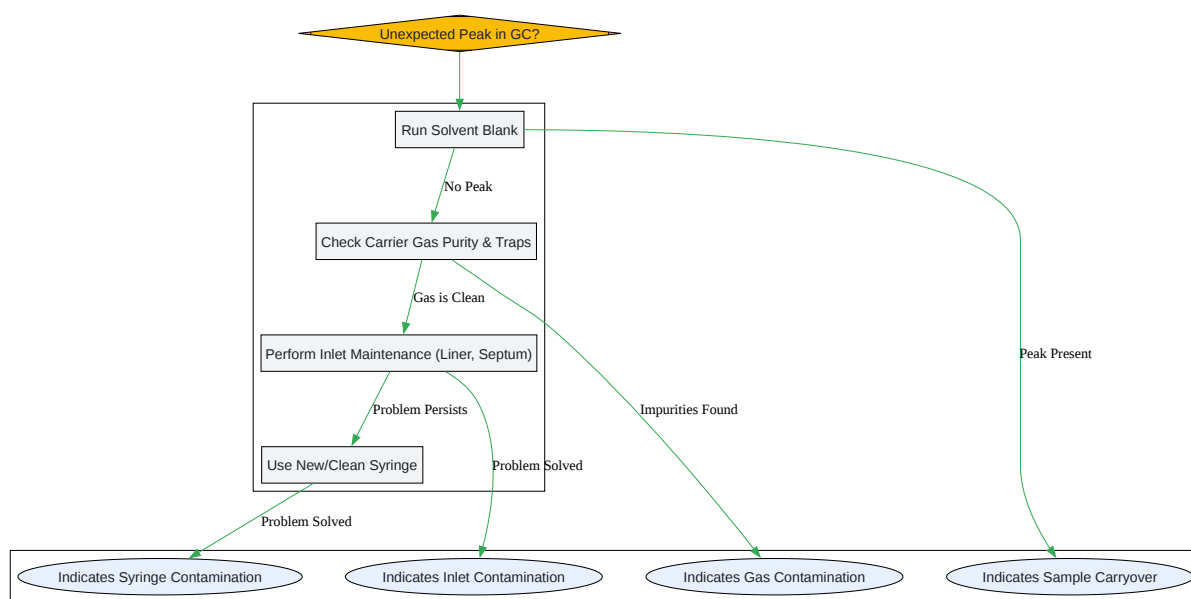 Unexpected Peak in GC?
Run Solvent Blank
No Peak
Check Carrier Gas Purity & Traps
Gas is Clean
Perform Inlet Maintenance (Liner, Septum)
Peak Present
Problem Persists
Impurities Found
Use New/Clean Syringe
Problem Solved
Problem Solved
Indicates Syringe Contamination
Indicates Inlet Contamination
Indicates Gas Contamination
Indicates Sample Carryover